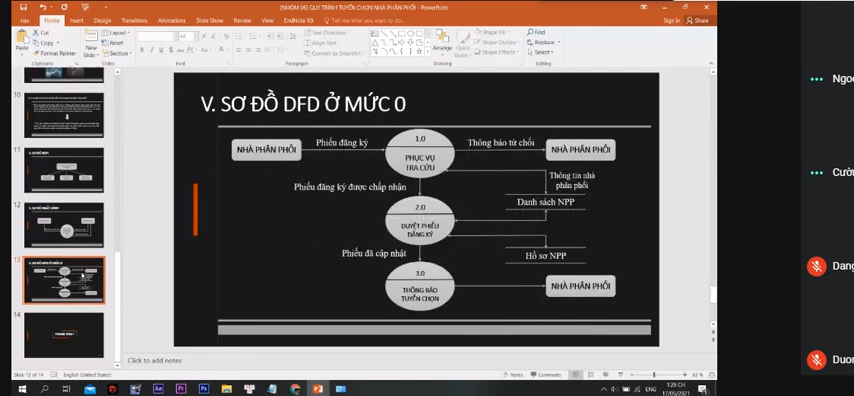 [NHÓM 06] QUY TRÌNH TUYỂN CHỌN NHÀ PHÂN PHỐI - PowerPoint
File Home Insert Design Transitions Animations Slide Show Review View EndNote X9 Tell me what you want to do...
Sign in Share
Cut
Copy
Format Painter
Paste
Clipboard
New Slide
Layout
Reset
Section
Slides
Font
Text Direction
Align Text
Convert to SmartArt
Paragraph
Arrange
Quick Styles
Shape Fill
Shape Outline
Shape Effects
Drawing
Find
Replace
Select
Editing
10
11
12
13
14
V. SƠ ĐỒ DFD Ở MỨC 0
NHÀ PHÂN PHỐI
Phiếu đăng ký
1.0
PHỤC VỤ
TRA CỨU
Thông báo từ chối
NHÀ PHÂN PHỐI
Thông tin nhà
phân phối
Phiếu đăng ký được chấp nhận
Danh sách NPP
2.0
DUYỆT PHIẾU
ĐĂNG KÝ
Phiếu đã cập nhật
Hồ sơ NPP
3.0
THÔNG BÁO
TUYỂN CHỌN
NHÀ PHÂN PHỐI
Click to add notes
Slide 13 of 14 English (United States)
Notes Comments
ENG
1:29 CH
17/05/2021
Cườn
Dang
Duon